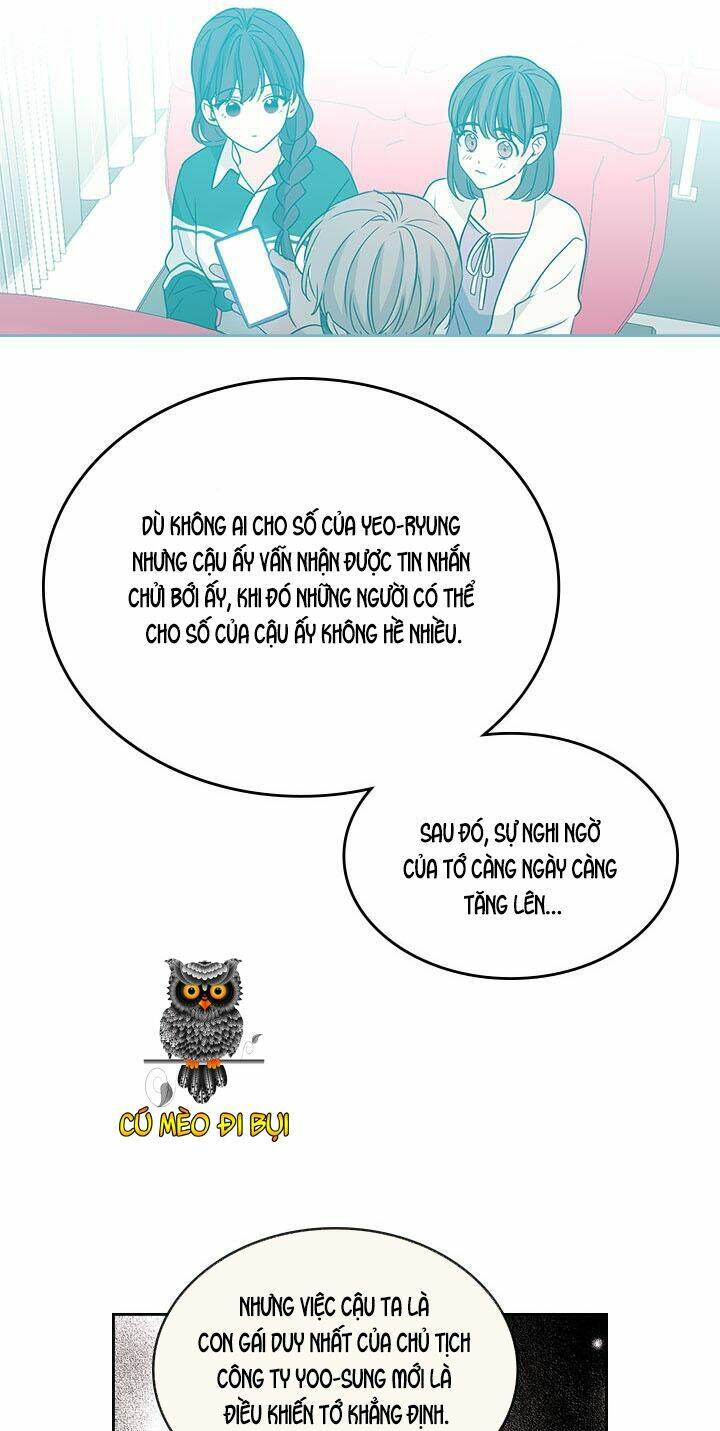 DÙ KHÔNG AI CHO SỐ CỦA YEO-RYUNG
NHƯNG CẬU ẤY VẪN NHẬN ĐƯỢC TIN NHẮN
CHỬI BỚI ẤY, KHI ĐÓ NHỮNG NGƯỜI CÓ THỂ
CHO SỐ CỦA CẬU ẤY KHÔNG HỀ NHIỀU.
SAU ĐÓ, SỰ NGHI NGỜ
CỦA TỚ CÀNG NGÀY CÀNG
TĂNG LÊN...
CÚ MÈO ĐI BỤI
NHƯNG VIỆC CẬU TA LÀ
CON GÁI DUY NHẤT CỦA CHỦ TỊCH
CÔNG TY YOO-SUNG MỚI LÀ
ĐIỀU KHIẾN TỚ KHẲNG ĐỊNH.